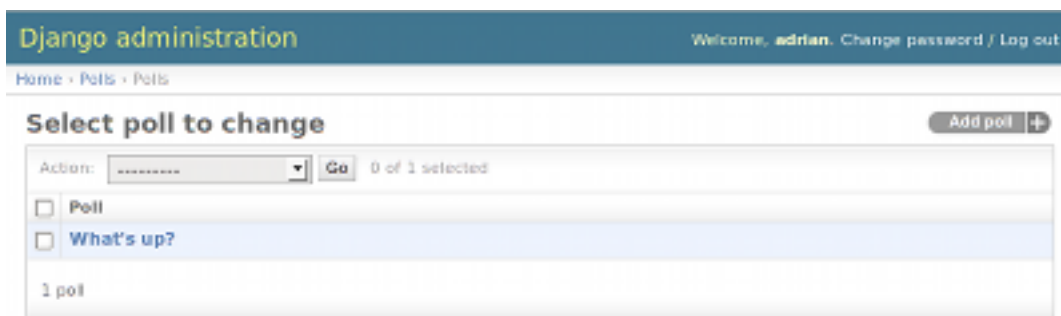 Django administration
Welcome, adrian. Change password / Log out
Home › Polls › Polls
Select poll to change
Add poll +
Action: --------- Go 0 of 1 selected
Poll
What's up?
1 poll